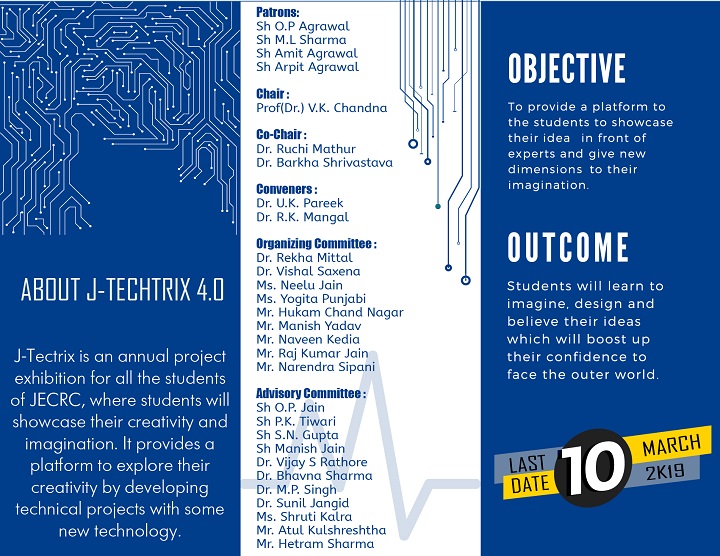 ABOUT J-TECHTRIX 4.0
J-Tectrix is an annual project
exhibition for all the students
of JECRC, where students will
showcase their creativity and
imagination. It provides a
platform to explore their
creativity by developing
technical projects with some
new technology.
Patrons:
Sh O.P Agrawal
Sh M.L Sharma
Sh Amit Agrawal
Sh Arpit Agrawal
Chair :
Prof(Dr.) V.K. Chandna
Co-Chair :
Dr. Ruchi Mathur
Dr. Barkha Shrivastava
Conveners :
Dr. U.K. Pareek
Dr. R.K. Mangal
Organizing Committee :
Dr. Rekha Mittal
Dr. Vishal Saxena
Ms. Neelu Jain
Ms. Yogita Punjabi
Mr. Hukam Chand Nagar
Mr. Manish Yadav
Mr. Naveen Kedia
Mr. Raj Kumar Jain
Mr. Narendra Sipani
Advisory Committee :
Sh O.P. Jain
Sh P.K. Tiwari
Sh S.N. Gupta
Sh Manish Jain
Dr. Vijay S Rathore
Dr. Bhavna Sharma
Dr. M.P. Singh
Dr. Sunil Jangid
Ms. Shruti Kalra
Mr. Atul Kulshreshtha
Mr. Hetram Sharma
OBJECTIVE
To provide a platform to
the students to showcase
their idea in front of
experts and give new
dimensions to their
imagination.
OUTCOME
Students will learn to
imagine, design and
believe their ideas
which will boost up
their confidence to
face the outer world.
LAST
DATE
10
MARCH
2K19